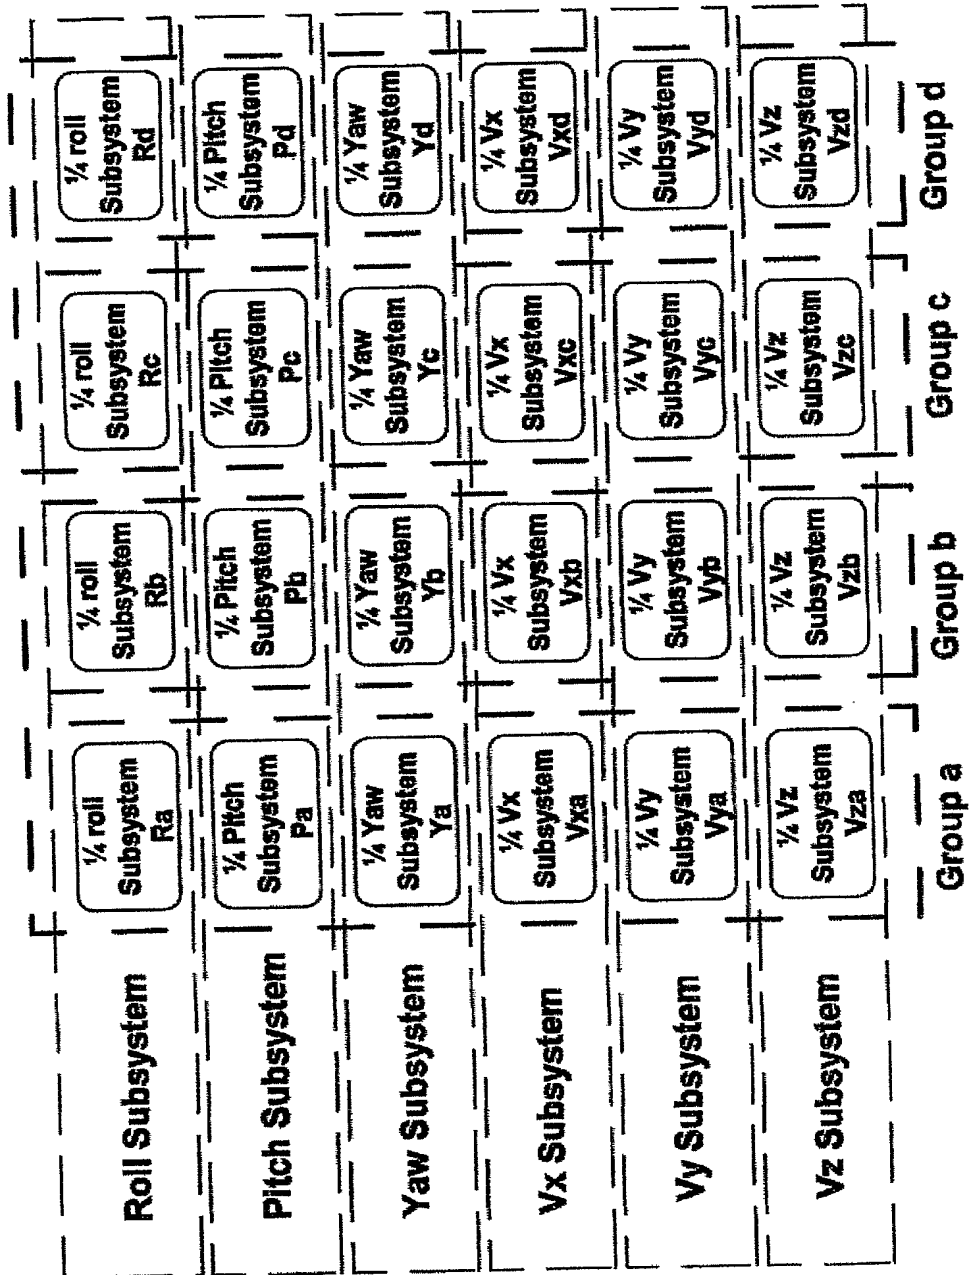 Roll Subsystem
¼ roll
Subsystem
Ra
¼ roll
Subsystem
Rb
¼ roll
Subsystem
Rc
¼ roll
Subsystem
Rd
Pitch Subsystem
¼ Pitch
Subsystem
Pa
¼ Pitch
Subsystem
Pb
¼ Pitch
Subsystem
Pc
¼ Pitch
Subsystem
Pd
Yaw Subsystem
¼ Yaw
Subsystem
Ya
¼ Yaw
Subsystem
Yb
¼ Yaw
Subsystem
Yc
¼ Yaw
Subsystem
Yd
Vx Subsystem
¼ Vx
Subsystem
Vxa
¼ Vx
Subsystem
Vxb
¼ Vx
Subsystem
Vxc
¼ Vx
Subsystem
Vxd
Vy Subsystem
¼ Vy
Subsystem
Vya
¼ Vy
Subsystem
Vyb
¼ Vy
Subsystem
Vyc
¼ Vy
Subsystem
Vyd
Vz Subsystem
¼ Vz
Subsystem
Vza
¼ Vz
Subsystem
Vzb
¼ Vz
Subsystem
Vzc
¼ Vz
Subsystem
Vzd
Group a
Group b
Group c
Group d